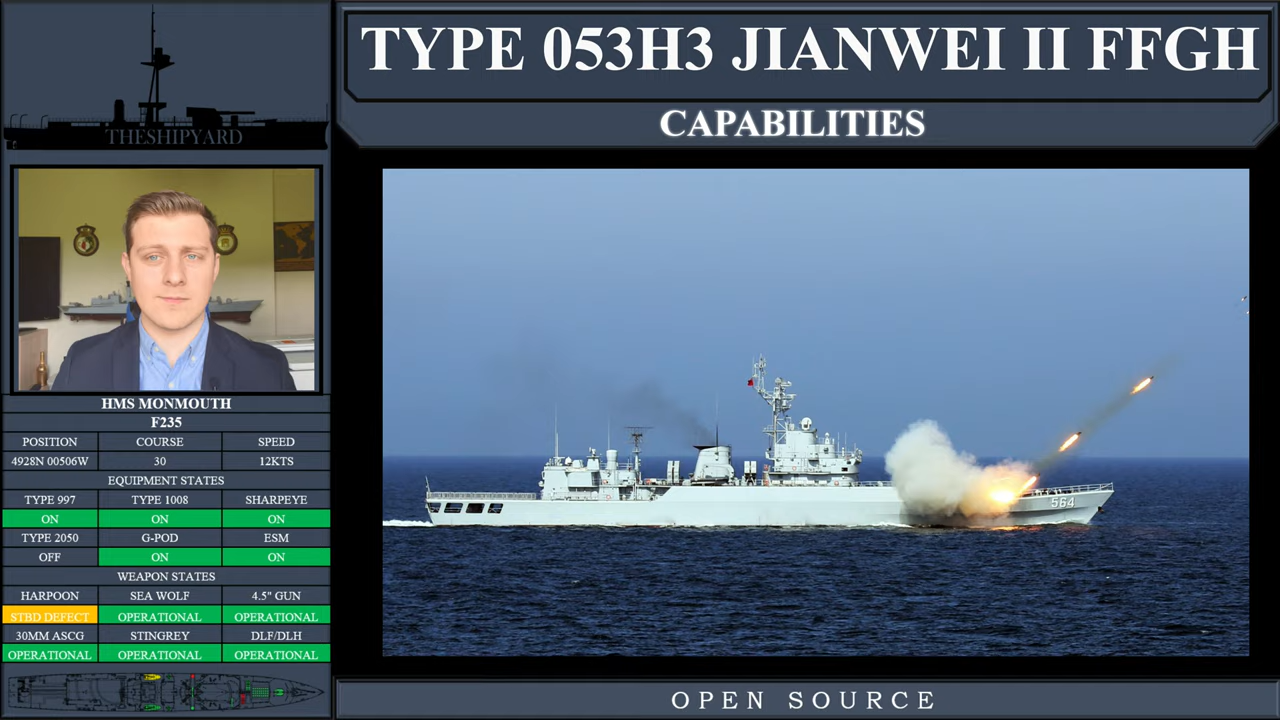 TYPE 053H3 JIANWEI II FFGH
CAPABILITIES
THESHIPYARD
564
HMS MONMOUTH
F235
POSITION COURSE SPEED
4928N 00506W 30 12KTS
EQUIPMENT STATES
TYPE 997 TYPE 1008 SHARPEYE
ON ON ON
TYPE 2050 G-POD ESM
OFF ON ON
WEAPON STATES
HARPOON SEA WOLF 4.5" GUN
STBD DEFECT OPERATIONAL OPERATIONAL
30MM ASCG STINGREY DLF/DLH
OPERATIONAL OPERATIONAL OPERATIONAL
OPEN SOURCE